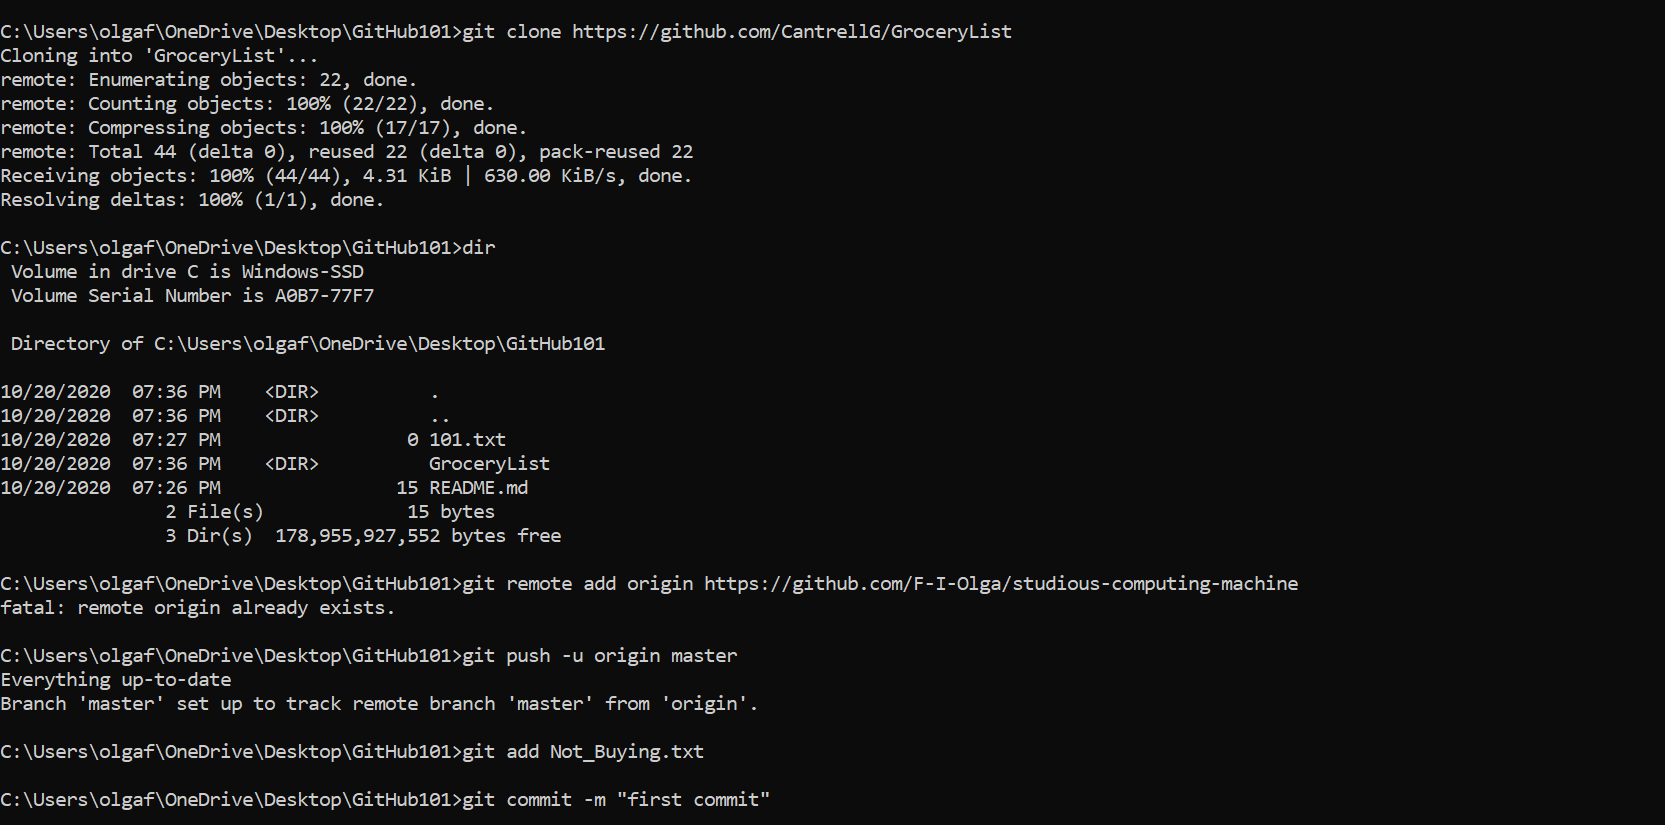 C:\Users\olgaf\OneDrive\Desktop\GitHub101>git clone https://github.com/CantrellG/GroceryList
Cloning into 'GroceryList'...
remote: Enumerating objects: 22, done.
remote: Counting objects: 100% (22/22), done.
remote: Compressing objects: 100% (17/17), done.
remote: Total 44 (delta 0), reused 22 (delta 0), pack-reused 22
Receiving objects: 100% (44/44), 4.31 KiB | 630.00 KiB/s, done.
Resolving deltas: 100% (1/1), done.
C:\Users\olgaf\OneDrive\Desktop\GitHub101>dir
Volume in drive C is Windows-SSD
Volume Serial Number is A0B7-77F7
Directory of C:\Users\olgaf\OneDrive\Desktop\GitHub101
10/20/2020  07:36 PM    <DIR>          .
10/20/2020  07:36 PM    <DIR>          ..
10/20/2020  07:27 PM                 0 101.txt
10/20/2020  07:36 PM    <DIR>          GroceryList
10/20/2020  07:26 PM                15 README.md
2 File(s)             15 bytes
3 Dir(s)  178,955,927,552 bytes free
C:\Users\olgaf\OneDrive\Desktop\GitHub101>git remote add origin https://github.com/F-I-Olga/studious-computing-machine
fatal: remote origin already exists.
C:\Users\olgaf\OneDrive\Desktop\GitHub101>git push -u origin master
Everything up-to-date
Branch 'master' set up to track remote branch 'master' from 'origin'.
C:\Users\olgaf\OneDrive\Desktop\GitHub101>git add Not_Buying.txt
C:\Users\olgaf\OneDrive\Desktop\GitHub101>git commit -m "first commit"